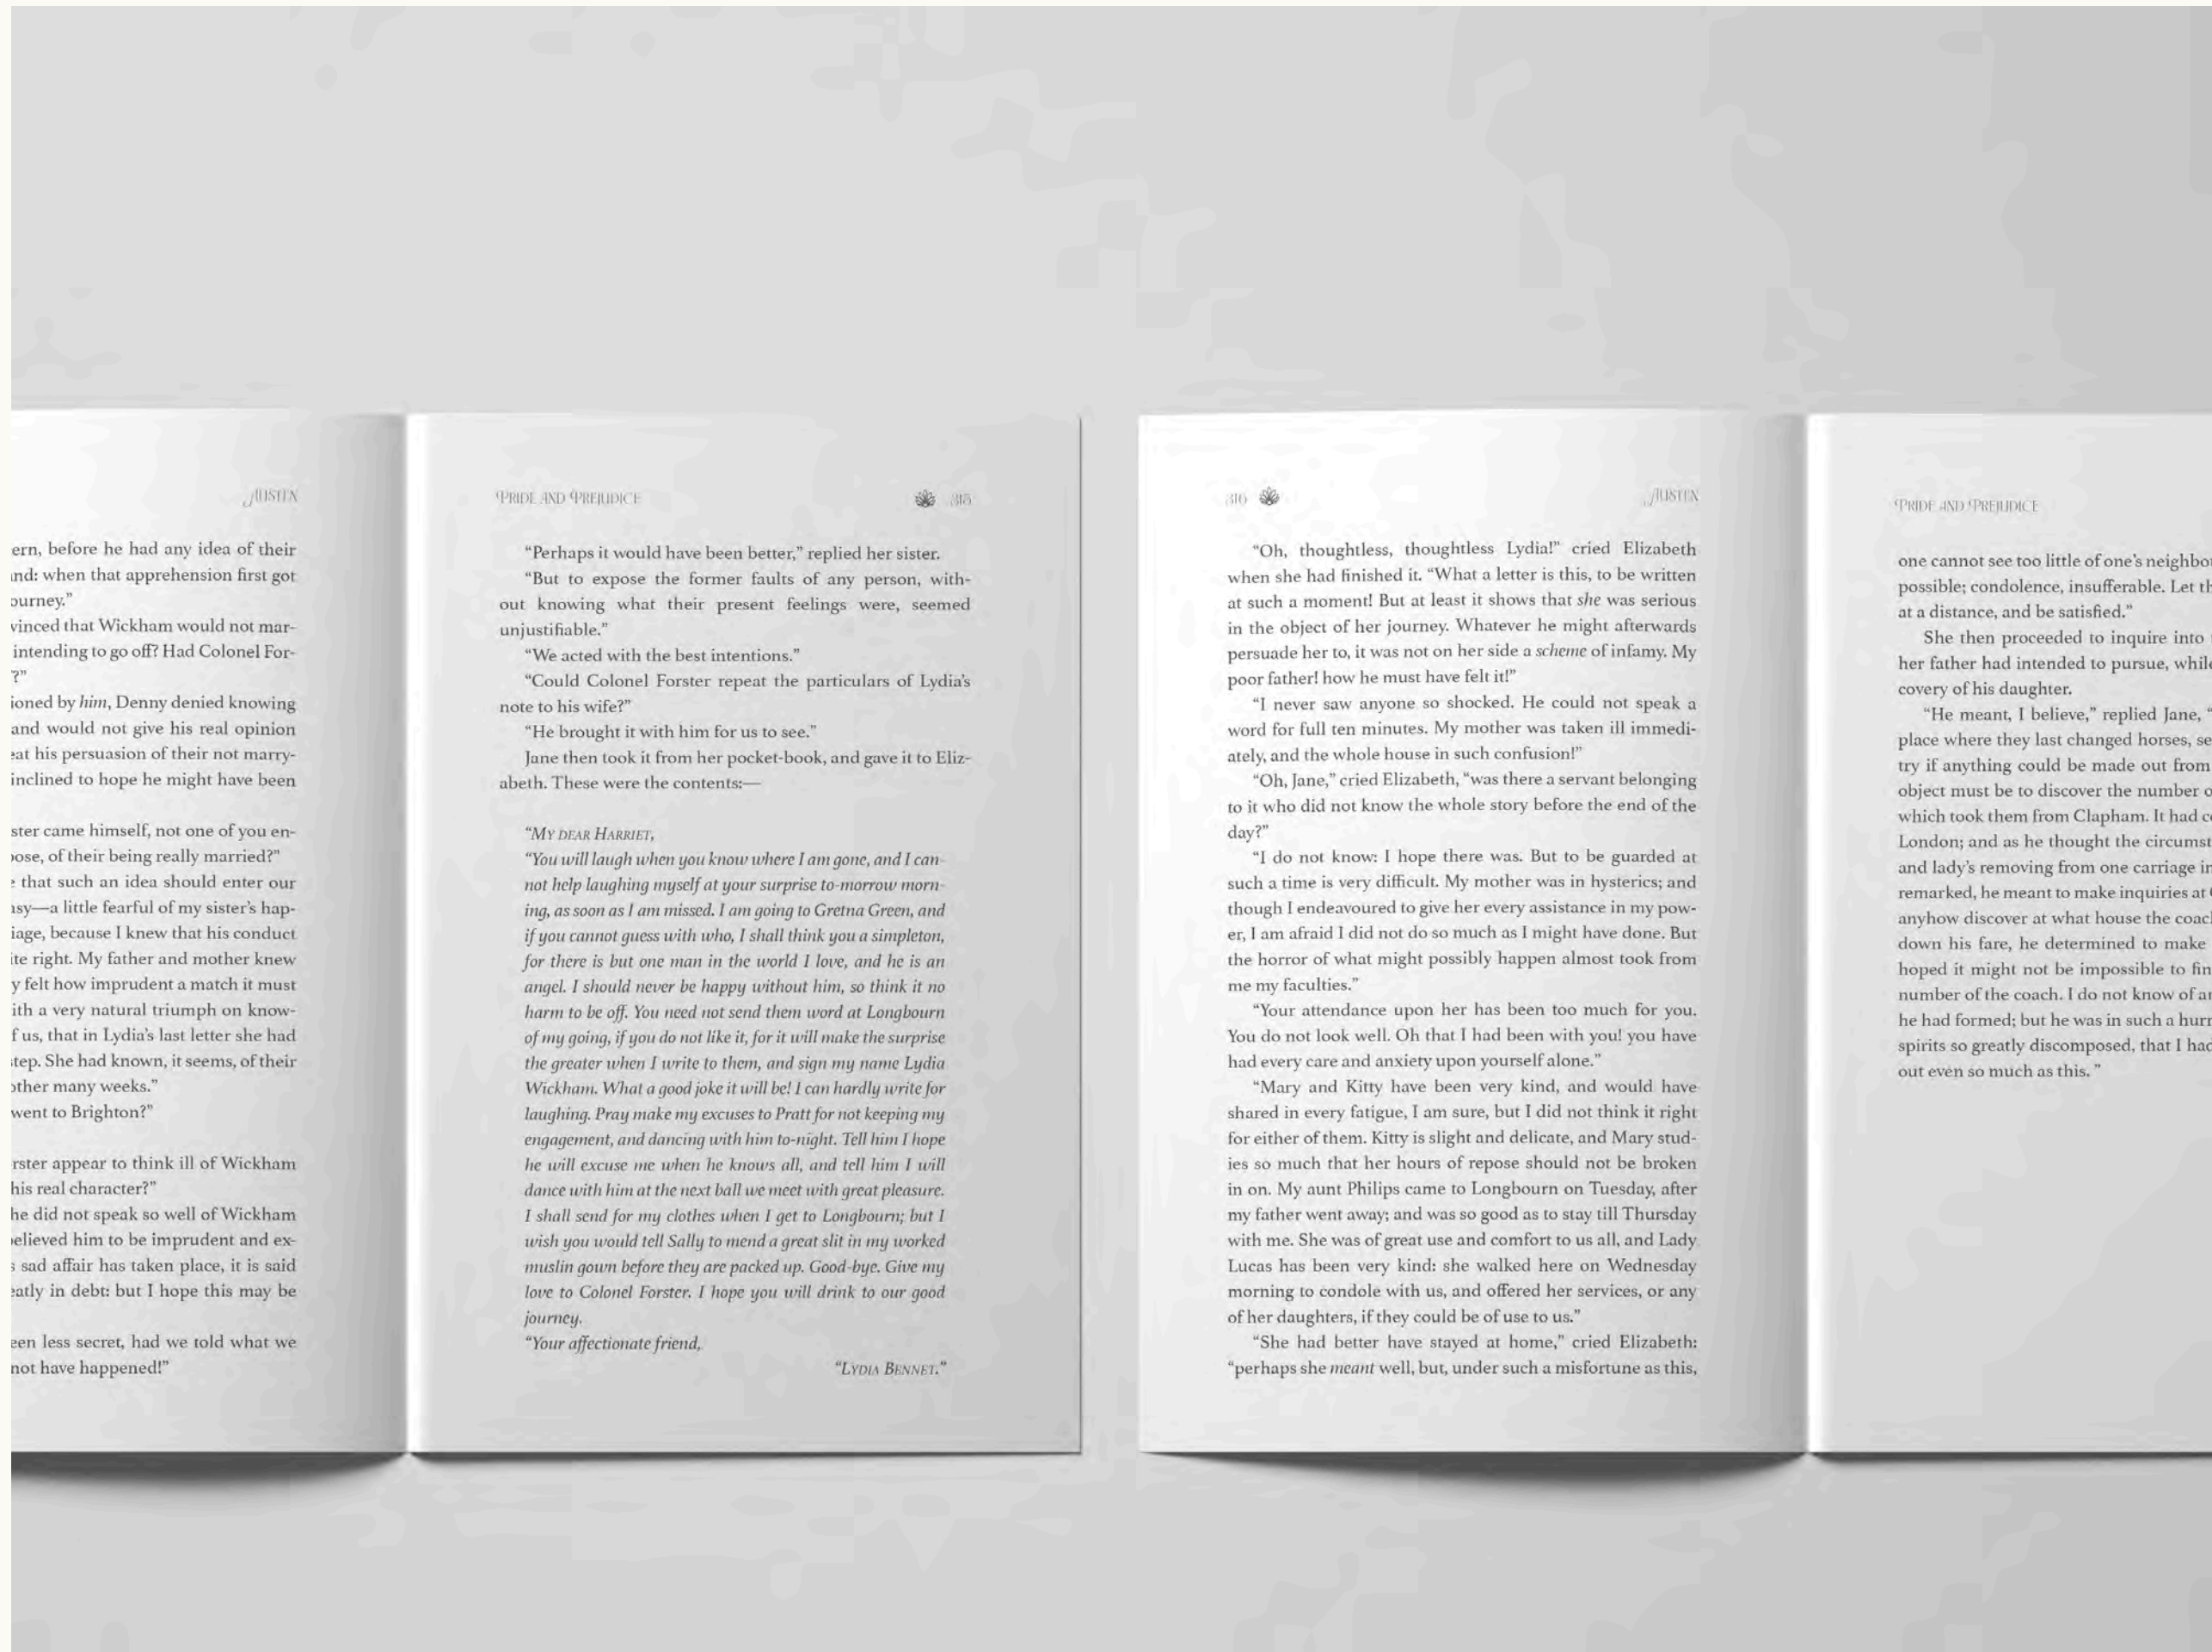 AUSTEN
before he had any idea of their
when that apprehension first got
that Wickham would not mar-
intending to go off? Had Colonel For-
by him, Denny denied knowing
and would not give his real opinion
his persuasion of their not marry-
inclined to hope he might have been
came himself, not one of you en-
of their being really married?”
that such an idea should enter our
a little fearful of my sister’s hap-
because I knew that his conduct
right. My father and mother knew
felt how imprudent a match it must
a very natural triumph on know-
us, that in Lydia’s last letter she had
She had known, it seems, of their
many weeks.”
went to Brighton?”
appear to think ill of Wickham
his real character?”
he did not speak so well of Wickham
him to be imprudent and ex-
sad affair has taken place, it is said
in debt: but I hope this may be
less secret, had we told what we
not have happened!”
PRIDE AND PREJUDICE 315
“Perhaps it would have been better,” replied her sister.
“But to expose the former faults of any person, with-
out knowing what their present feelings were, seemed
unjustifiable.”
“We acted with the best intentions.”
“Could Colonel Forster repeat the particulars of Lydia’s
note to his wife?”
“He brought it with him for us to see.”
Jane then took it from her pocket-book, and gave it to Eliz-
abeth. These were the contents:—
“MY DEAR HARRIET,
“You will laugh when you know where I am gone, and I can-
not help laughing myself at your surprise to-morrow morn-
ing, as soon as I am missed. I am going to Gretna Green, and
if you cannot guess with who, I shall think you a simpleton,
for there is but one man in the world I love, and he is an
angel. I should never be happy without him, so think it no
harm to be off. You need not send them word at Longbourn
of my going, if you do not like it, for it will make the surprise
the greater when I write to them, and sign my name Lydia
Wickham. What a good joke it will be! I can hardly write for
laughing. Pray make my excuses to Pratt for not keeping my
engagement, and dancing with him to-night. Tell him I hope
he will excuse me when he knows all, and tell him I will
dance with him at the next ball we meet with great pleasure.
I shall send for my clothes when I get to Longbourn; but I
wish you would tell Sally to mend a great slit in my worked
muslin gown before they are packed up. Good-bye. Give my
love to Colonel Forster. I hope you will drink to our good
journey.
“Your affectionate friend,
“LYDIA BENNET.”
316 AUSTEN
“Oh, thoughtless, thoughtless Lydia!” cried Elizabeth
when she had finished it. “What a letter is this, to be written
at such a moment! But at least it shows that she was serious
in the object of her journey. Whatever he might afterwards
persuade her to, it was not on her side a scheme of infamy. My
poor father! how he must have felt it!”
“I never saw anyone so shocked. He could not speak a
word for full ten minutes. My mother was taken ill immedi-
ately, and the whole house in such confusion!”
“Oh, Jane,” cried Elizabeth, “was there a servant belonging
to it who did not know the whole story before the end of the
day?”
“I do not know: I hope there was. But to be guarded at
such a time is very difficult. My mother was in hysterics; and
though I endeavoured to give her every assistance in my pow-
er, I am afraid I did not do so much as I might have done. But
the horror of what might possibly happen almost took from
me my faculties.”
“Your attendance upon her has been too much for you.
You do not look well. Oh that I had been with you! you have
had every care and anxiety upon yourself alone.”
“Mary and Kitty have been very kind, and would have
shared in every fatigue, I am sure, but I did not think it right
for either of them. Kitty is slight and delicate, and Mary stud-
ies so much that her hours of repose should not be broken
in on. My aunt Philips came to Longbourn on Tuesday, after
my father went away; and was so good as to stay till Thursday
with me. She was of great use and comfort to us all, and Lady
Lucas has been very kind: she walked here on Wednesday
morning to condole with us, and offered her services, or any
of her daughters, if they could be of use to us.”
“She had better have stayed at home,” cried Elizabeth:
“perhaps she meant well, but, under such a misfortune as this,
PRIDE AND PREJUDICE
one cannot see too little of one’s
possible; condolence, insufferable. Let
at a distance, and be satisfied.”
She then proceeded to inquire into
her father had intended to pursue,
covery of his daughter.
“He meant, I believe,” replied Jane,
place where they last changed horses,
try if anything could be made out from
object must be to discover the number
which took them from Clapham. It had
London; and as he thought the
and lady’s removing from one carriage
remarked, he meant to make inquiries at
anyhow discover at what house the
down his fare, he determined to make
hoped it might not be impossible to
number of the coach. I do not know of
he had formed; but he was in such a
spirits so greatly discomposed, that I
out even so much as this. ”